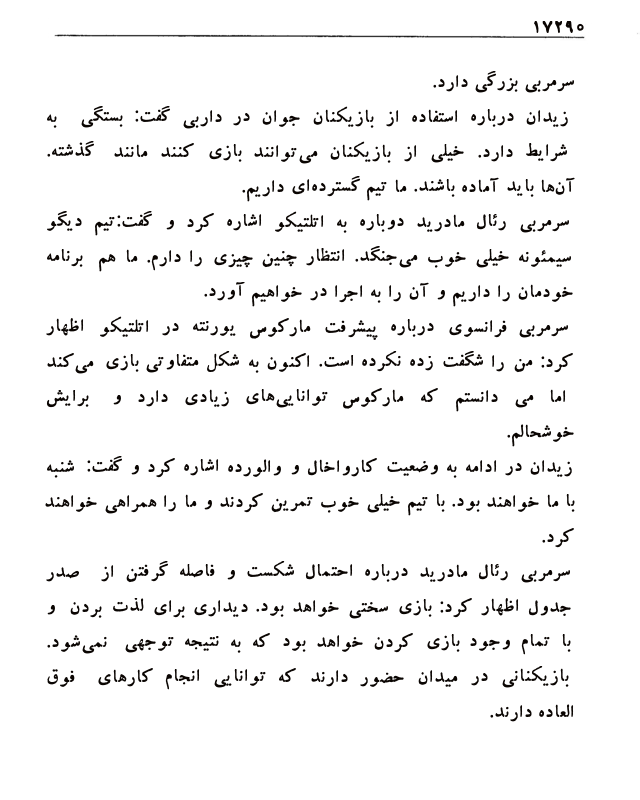 ۱۷۲۹۰
سرمربی بزرگی دارد.
زیدان درباره استفاده از بازیکنان جوان در داربی گفت: بستگی به
شرایط دارد. خیلی از بازیکنان می‌توانند بازی کنند مانند گذشته.
آن‌ها باید آماده باشند. ما تیم گسترده‌ای داریم.
سرمربی رئال مادرید دوباره به اتلتیکو اشاره کرد و گفت:تیم دیگو
سیمئونه خیلی خوب می‌جنگد. انتظار چنین چیزی را دارم. ما هم برنامه
خودمان را داریم و آن را به اجرا در خواهیم آورد.
سرمربی فرانسوی درباره پیشرفت مارکوس یورنته در اتلتیکو اظهار
کرد: من را شگفت زده نکرده است. اکنون به شکل متفاوتی بازی می‌کند
اما می دانستم که مارکوس توانایی‌های زیادی دارد و برایش
خوشحالم.
زیدان در ادامه به وضعیت کارواخال و والورده اشاره کرد و گفت: شنبه
با ما خواهند بود. با تیم خیلی خوب تمرین کردند و ما را همراهی خواهند
کرد.
سرمربی رئال مادرید درباره احتمال شکست و فاصله گرفتن از صدر
جدول اظهار کرد: بازی سختی خواهد بود. دیداری برای لذت بردن و
با تمام وجود بازی کردن خواهد بود که به نتیجه توجهی نمی‌شود.
بازیکنانی در میدان حضور دارند که توانایی انجام کارهای فوق
العاده دارند.